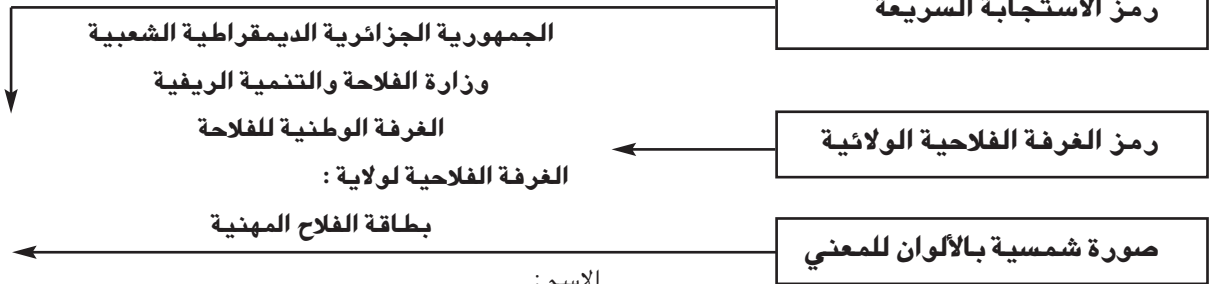 رمز الاستجابة السريعة
الجمهورية الجزائرية الديمقراطية الشعبية
وزارة الفلاحة والتنمية الريفية
الغرفة الوطنية للفلاحة
رمز الغرفة الفلاحية الولائية
الغرفة الفلاحية لولاية :
بطاقة الفلاح المهنية
صورة شمسية بالألوان للمعني
الاسم :